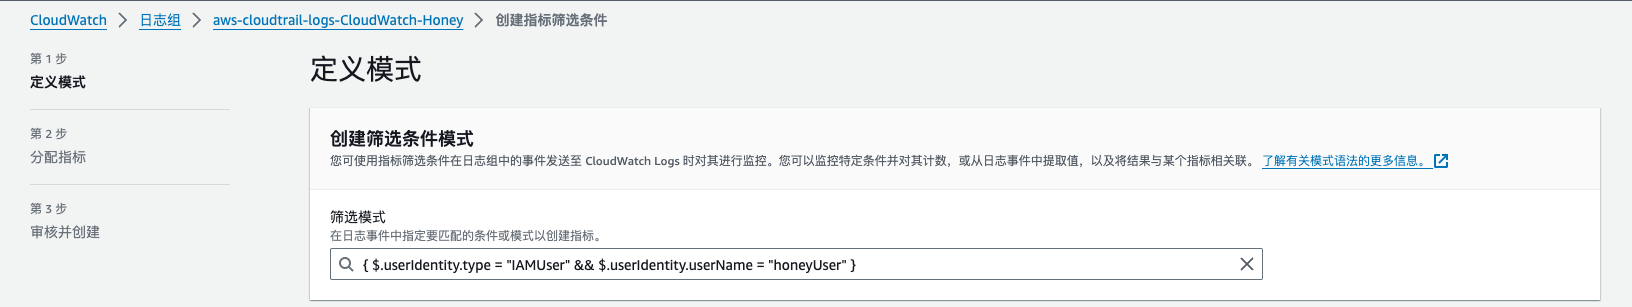 CloudWatch > 日志组 > aws-cloudtrail-logs-CloudWatch-Honey > 创建指标筛选条件
第 1 步
定义模式
第 2 步
分配指标
第 3 步
审核并创建
定义模式
创建筛选条件模式
您可使用指标筛选条件在日志组中的事件发送至 CloudWatch Logs 时对其进行监控。您可以监控特定条件并对其计数，或从日志事件中提取值，以及将结果与某个指标相关联。 了解有关模式语法的更多信息。
筛选模式
在日志事件中指定要匹配的条件或模式以创建指标。
{ $.userIdentity.type = "IAMUser" && $.userIdentity.userName = "honeyUser" }